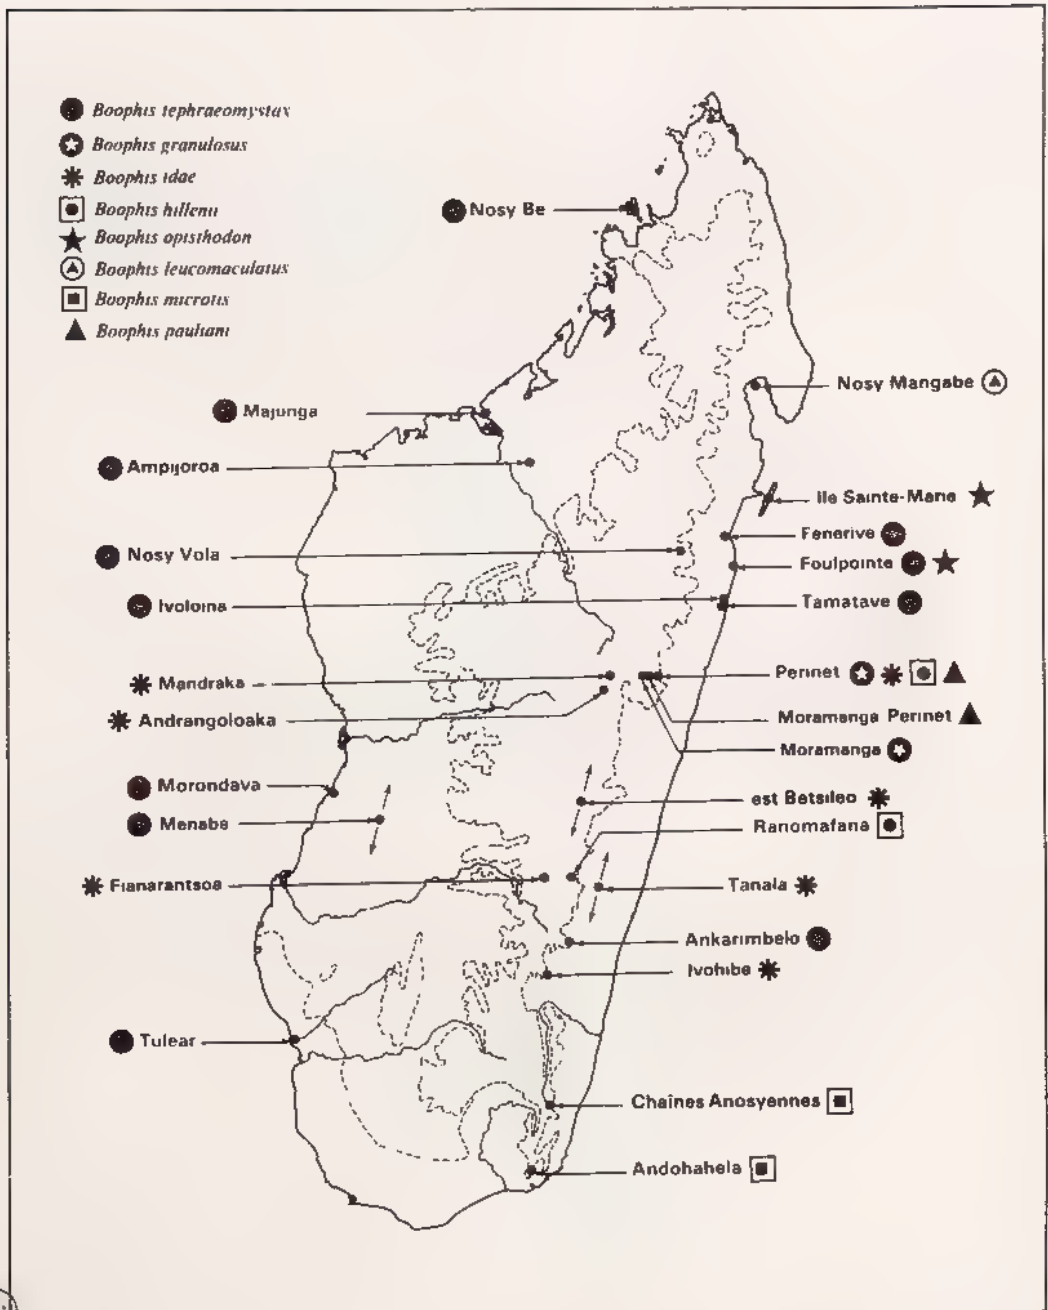 Boophis tephraeomystax
Boophis granulosus
Boophis idae
Boophis hillenii
Boophis opisthodon
Boophis leucomaculatus
Boophis microtis
Boophis pauliani
Nosy Be
Nosy Mangabe
Majunga
Ampijoroa
Ile Sainte-Marie
Fenerive
Nosy Vola
Foulpointe
Ivoloina
Tamatave
Mandraka
Perinet
Andrangoloaka
Moramanga Perinet
Moramanga
Morondava
est Betsileo
Menabe
Ranomafana
Fianarantsoa
Tanala
Ankarimbelo
Ivohibe
Tulear
Chaînes Anosyennes
Andohahela